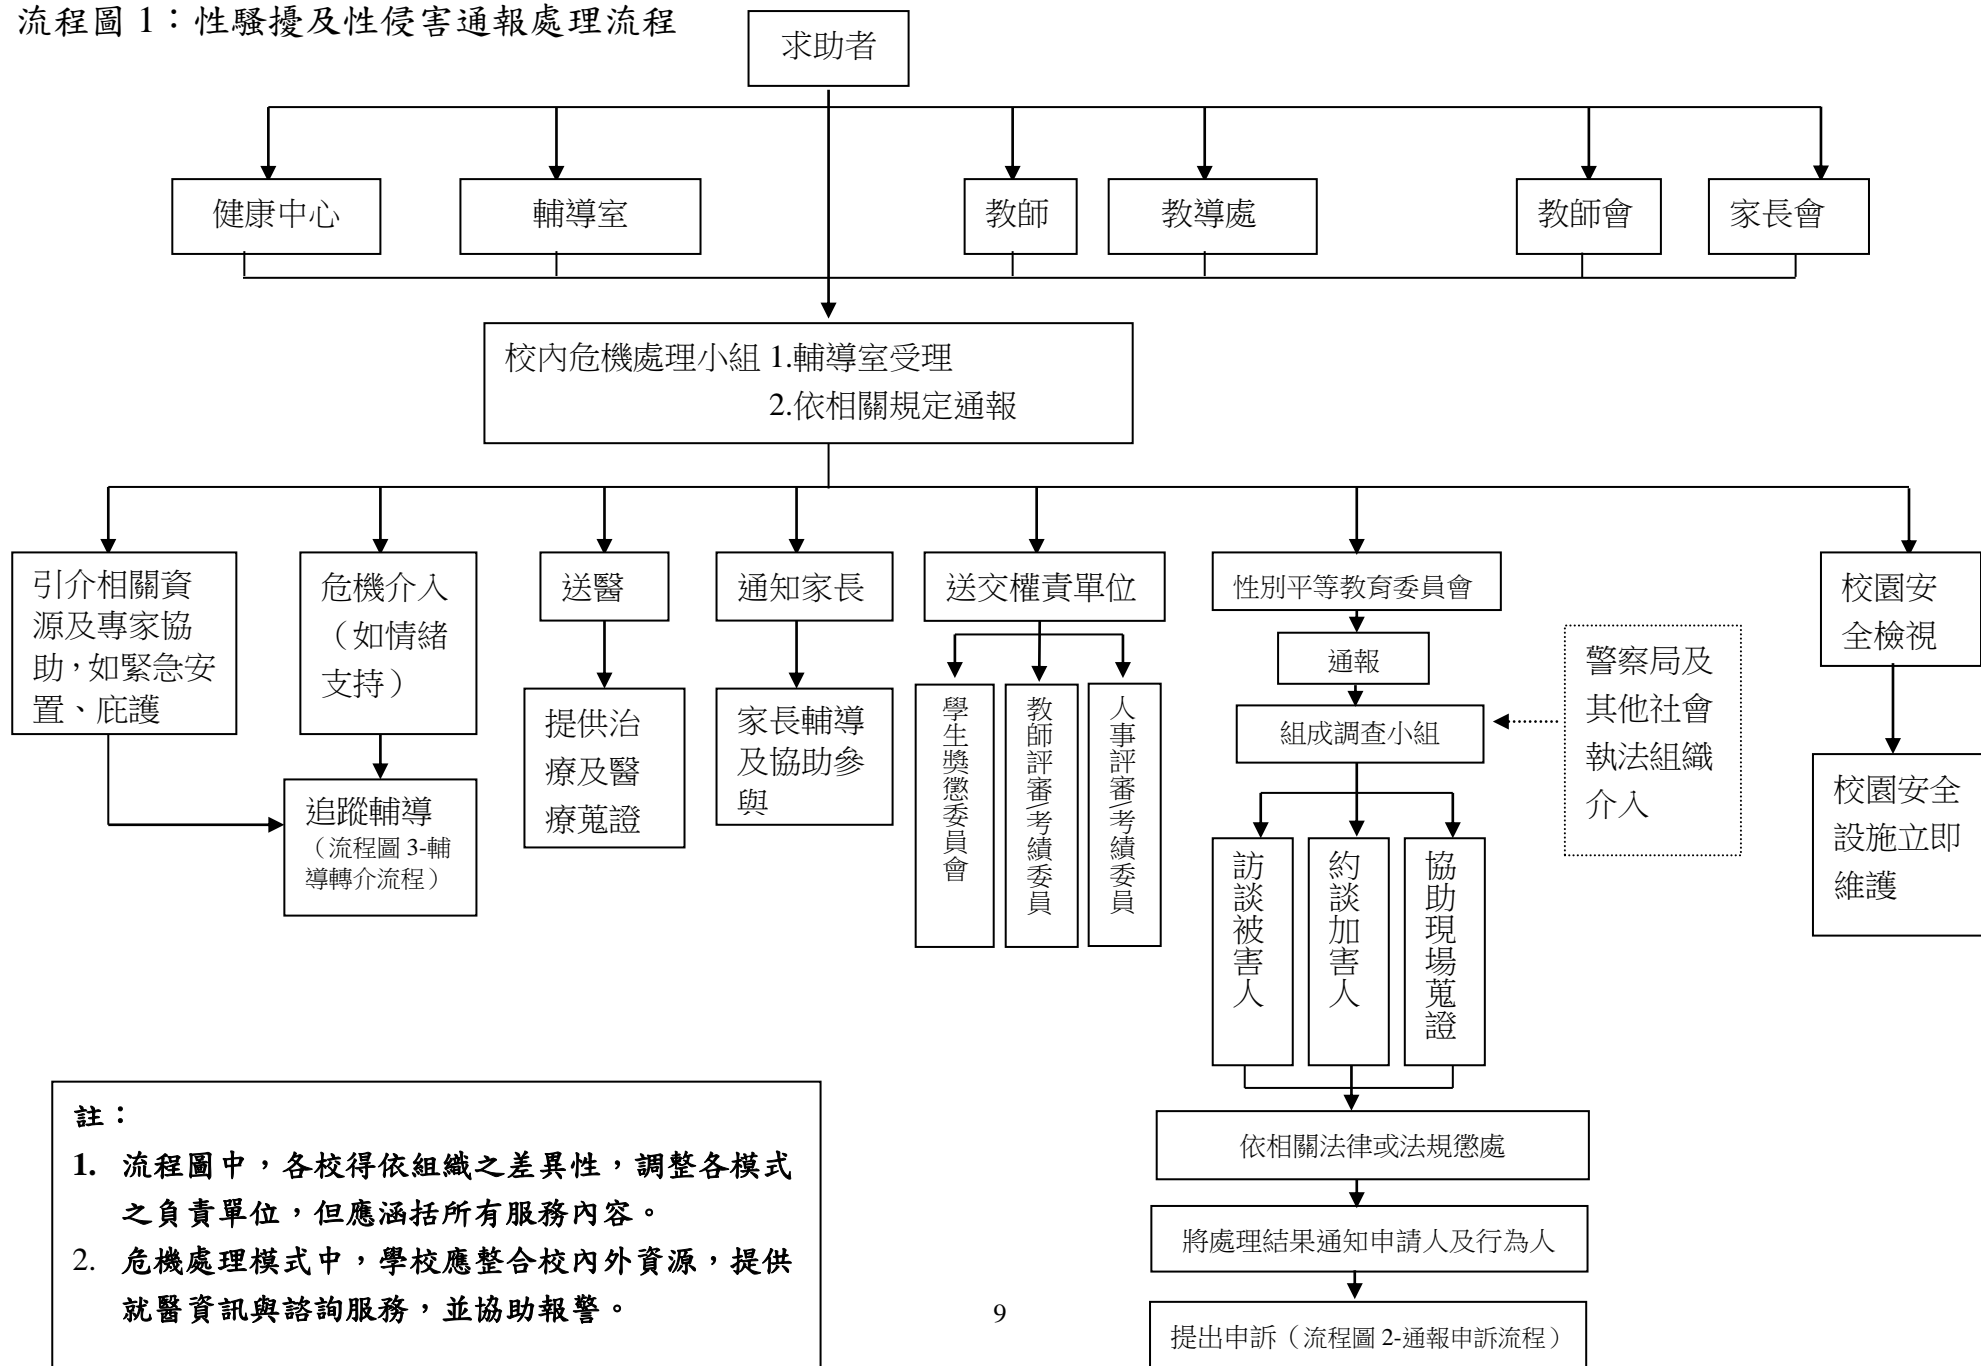 流程圖 1：性騷擾及性侵害通報處理流程
求助者
健康中心
輔導室
教師
教導處
教師會
家長會
校內危機處理小組 1.輔導室受理
2.依相關規定通報
引介相關資
源及專家協
助，如緊急安
置、庇護
危機介入
（如情緒
支持）
追蹤輔導
（流程圖 3-輔
導轉介流程）
送醫
提供治
療及醫
療蒐證
通知家長
家長輔導
及協助參
與
送交權責單位
學生獎懲委員會
教師評審\考績委員
人事評審\考績委員
性別平等教育委員會
通報
組成調查小組
警察局及
其他社會
執法組織
介入
訪談被害人
約談加害人
協助現場蒐證
依相關法律或法規懲處
將處理結果通知申請人及行為人
提出申訴（流程圖 2-通報申訴流程）
校園安
全檢視
校園安全
設施立即
維護
註：
1. 流程圖中，各校得依組織之差異性，調整各模式
之負責單位，但應涵括所有服務內容。
2. 危機處理模式中，學校應整合校內外資源，提供
就醫資訊與諮詢服務，並協助報警。
9